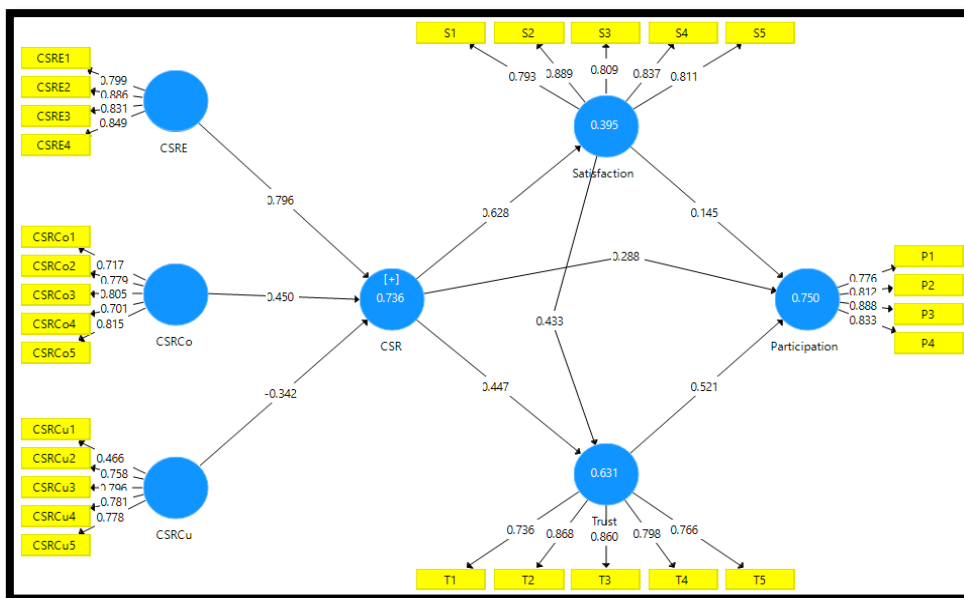 S1
S2
S3
S4
S5
0.793
0.889
0.809
0.837
0.811
0.395
Satisfaction
CSRE1
CSRE2
CSRE3
CSRE4
0.799
0.886
0.831
0.849
CSRE
0.796
0.628
0.145
CSRCo1
CSRCo2
CSRCo3
CSRCo4
CSRCo5
0.717
0.779
0.805
0.701
0.815
CSRCo
0.450
[+]
0.736
CSR
0.288
0.433
0.750
Participation
0.776
0.812
0.888
0.833
P1
P2
P3
P4
-0.342
0.447
0.521
CSRCu1
CSRCu2
CSRCu3
CSRCu4
CSRCu5
0.466
0.758
0.796
0.781
0.778
CSRCu
0.631
Trust
0.736
0.868
0.860
0.798
0.766
T1
T2
T3
T4
T5